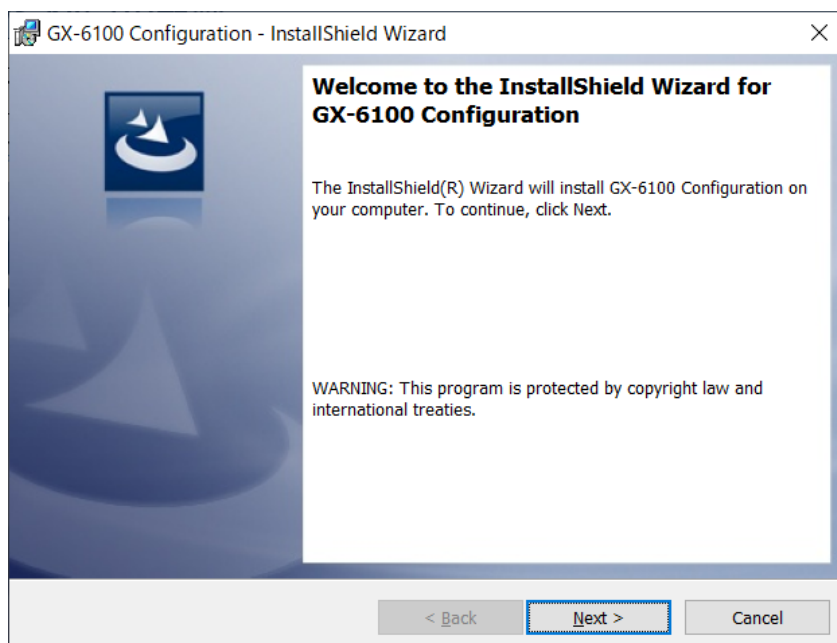 GX-6100 Configuration - InstallShield Wizard
Welcome to the InstallShield Wizard for
GX-6100 Configuration
The InstallShield(R) Wizard will install GX-6100 Configuration on
your computer. To continue, click Next.
WARNING: This program is protected by copyright law and
international treaties.
< Back
Next >
Cancel